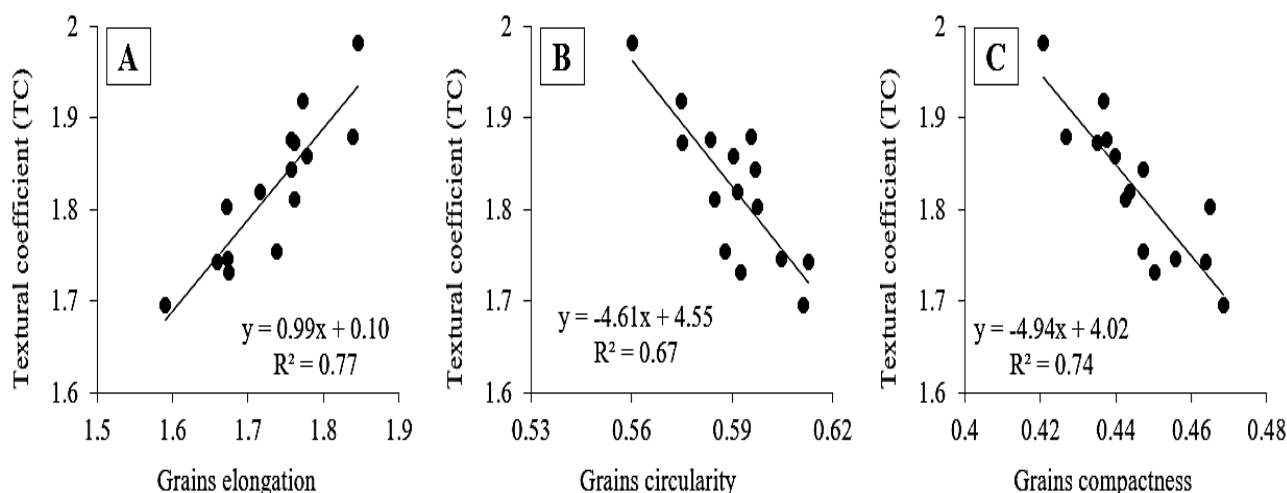 A
Textural coefficient (TC)
2
1.9
1.8
1.7
1.6
y = 0.99x + 0.10
R² = 0.77
1.5 1.6 1.7 1.8 1.9
Grains elongation
B
Textural coefficient (TC)
2
1.9
1.8
1.7
1.6
y = -4.61x + 4.55
R² = 0.67
0.53 0.56 0.59 0.62
Grains circularity
C
Textural coefficient (TC)
2
1.9
1.8
1.7
1.6
y = -4.94x + 4.02
R² = 0.74
0.4 0.42 0.44 0.46 0.48
Grains compactness